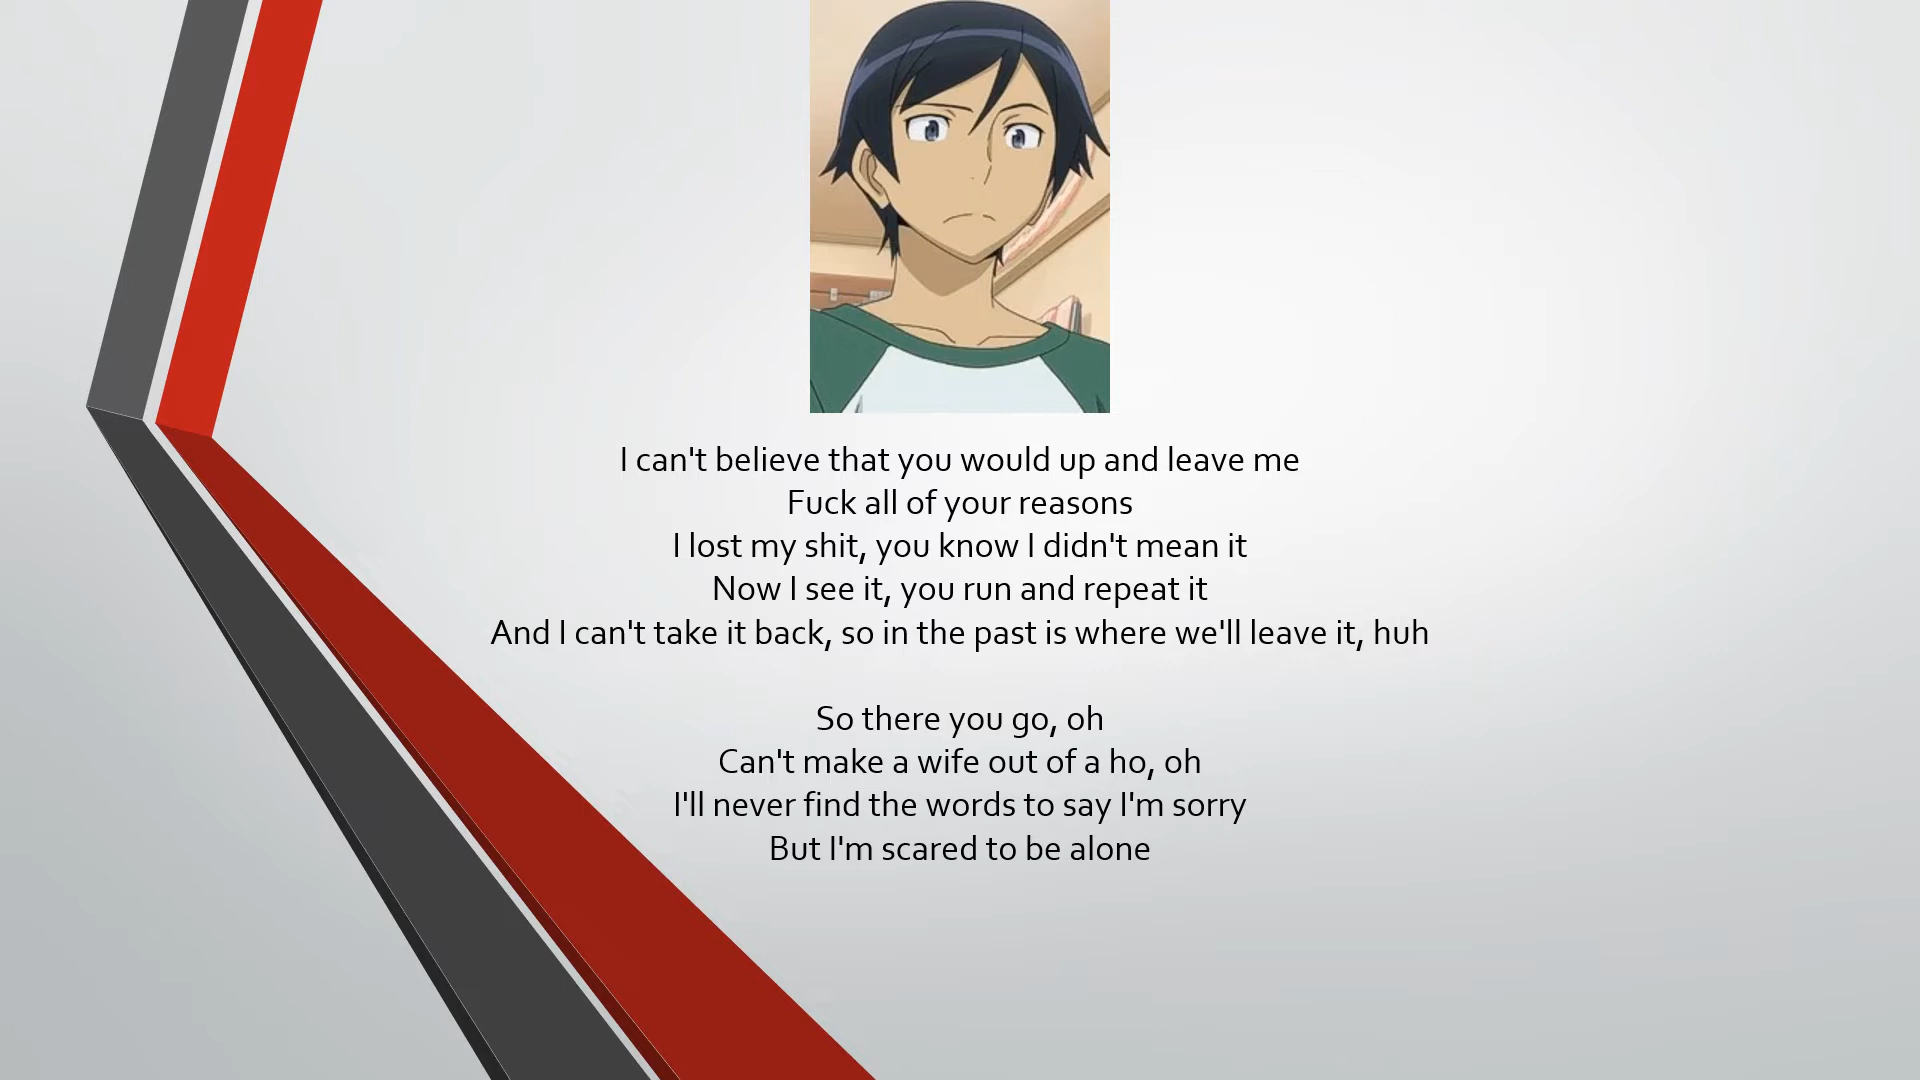 I can't believe that you would up and leave me
Fuck all of your reasons
I lost my shit, you know I didn't mean it
Now I see it, you run and repeat it
And I can't take it back, so in the past is where we'll leave it, huh
So there you go, oh
Can't make a wife out of a ho, oh
I'll never find the words to say I'm sorry
But I'm scared to be alone